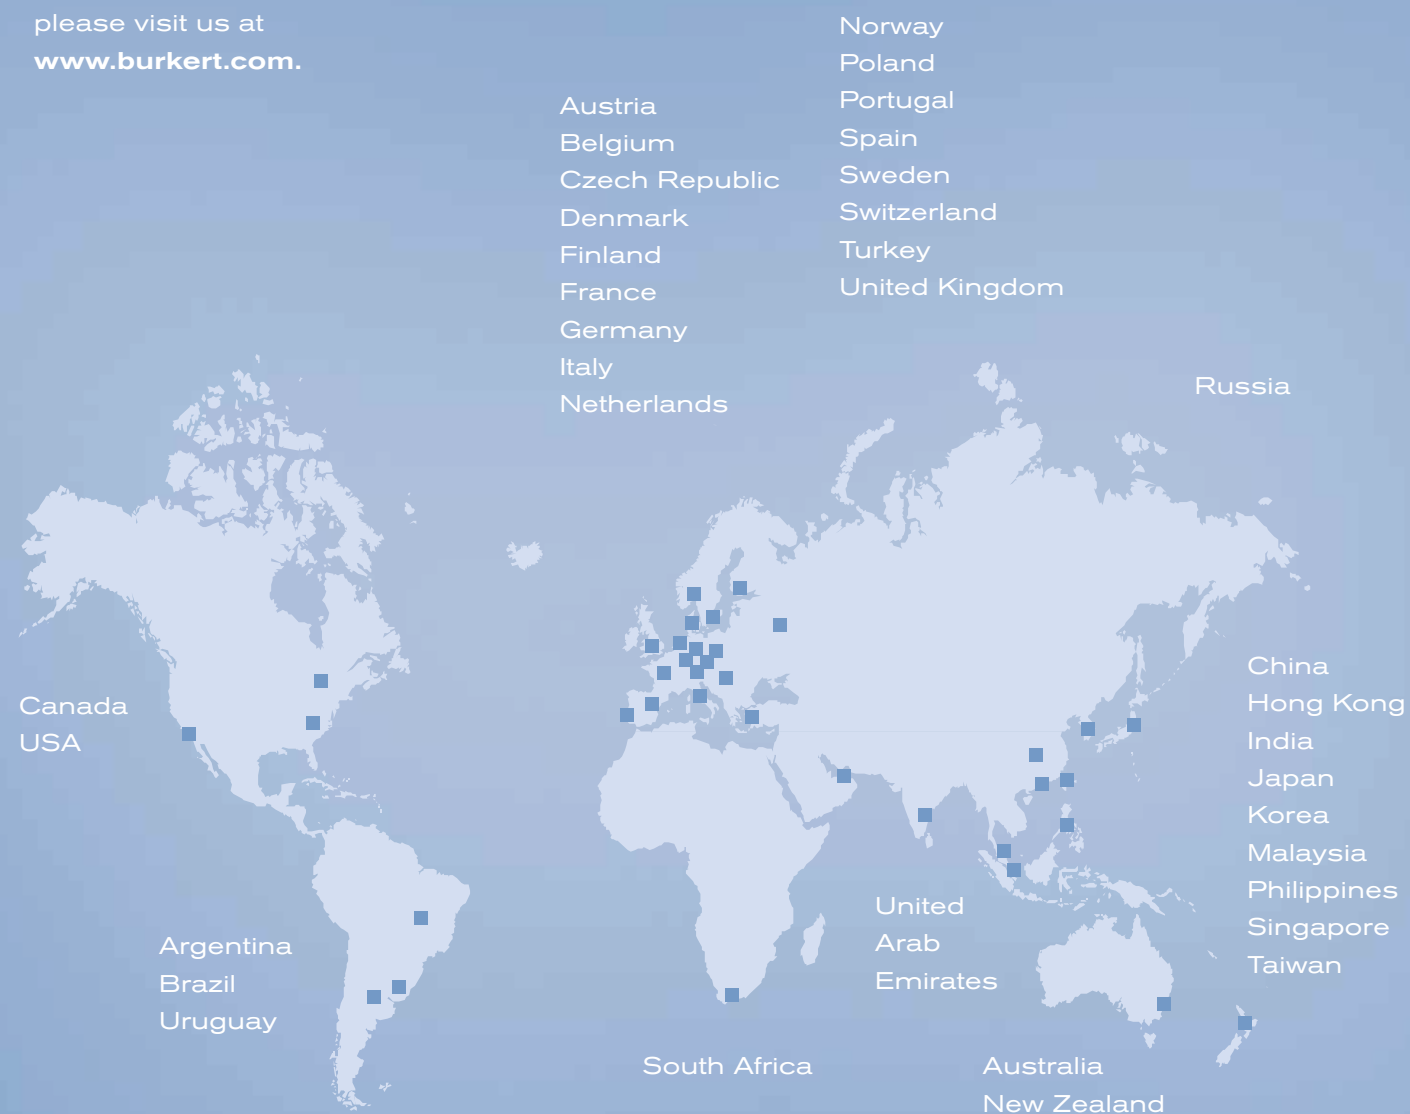 please visit us at
www.burkert.com.
Austria
Belgium
Czech Republic
Denmark
Finland
France
Germany
Italy
Netherlands
Norway
Poland
Portugal
Spain
Sweden
Switzerland
Turkey
United Kingdom
Russia
Canada
USA
China
Hong Kong
India
Japan
Korea
Malaysia
Philippines
Singapore
Taiwan
Argentina
Brazil
Uruguay
United
Arab
Emirates
South Africa
Australia
New Zealand